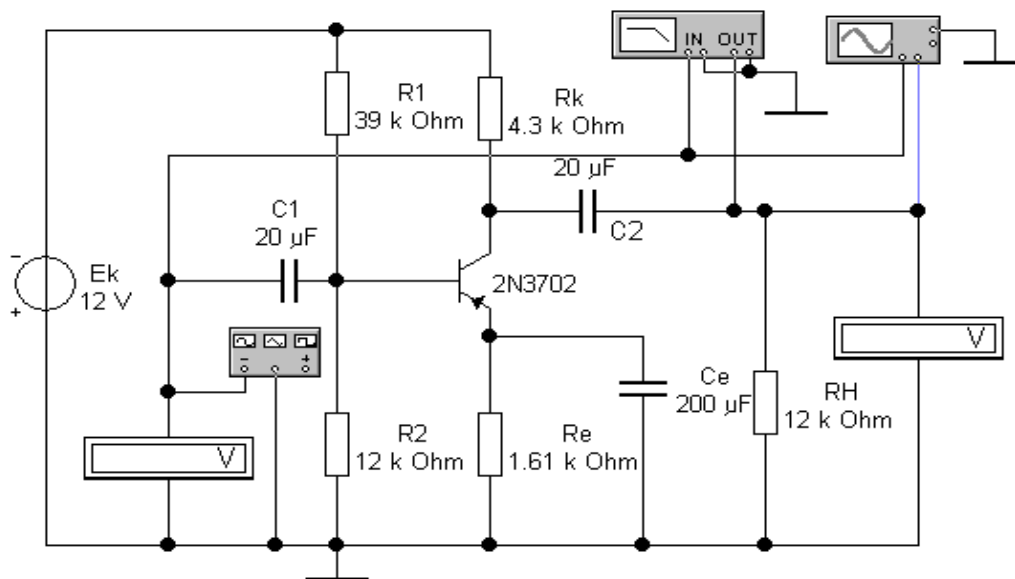 IN OUT
R1
39 k Ohm
Rk
4.3 k Ohm
20 µF
C2
C1
20 µF
-
Ek
12 V
+
2N3702
- +
V
R2
12 k Ohm
Re
1.61 k Ohm
Ce
200 µF
RH
12 k Ohm
V